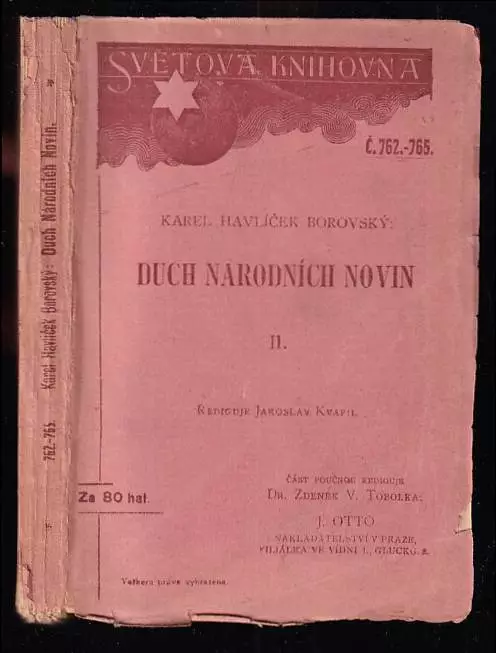 SVĚTOVÁ KNIHOVNA
Č. 762.-765.
KAREL HAVLÍČEK BOROVSKÝ:
DUCH NÁRODNÍCH NOVIN
II.
REDIGUJE JAROSLAV KVAPIL
Za 80 hal.
ČÁST POUČNOU REDIGUJE
DR. ZDENĚK V. TOBOLKA.
J. OTTO
NAKLADATELSTVÍ V PRAZE,
FILIÁLKA VE VÍDNI I., GLUCKG. 3.
Veškera práva vyhrazena.
762.-765. Karel Havlíček Borovský: Duch Národních Novin.